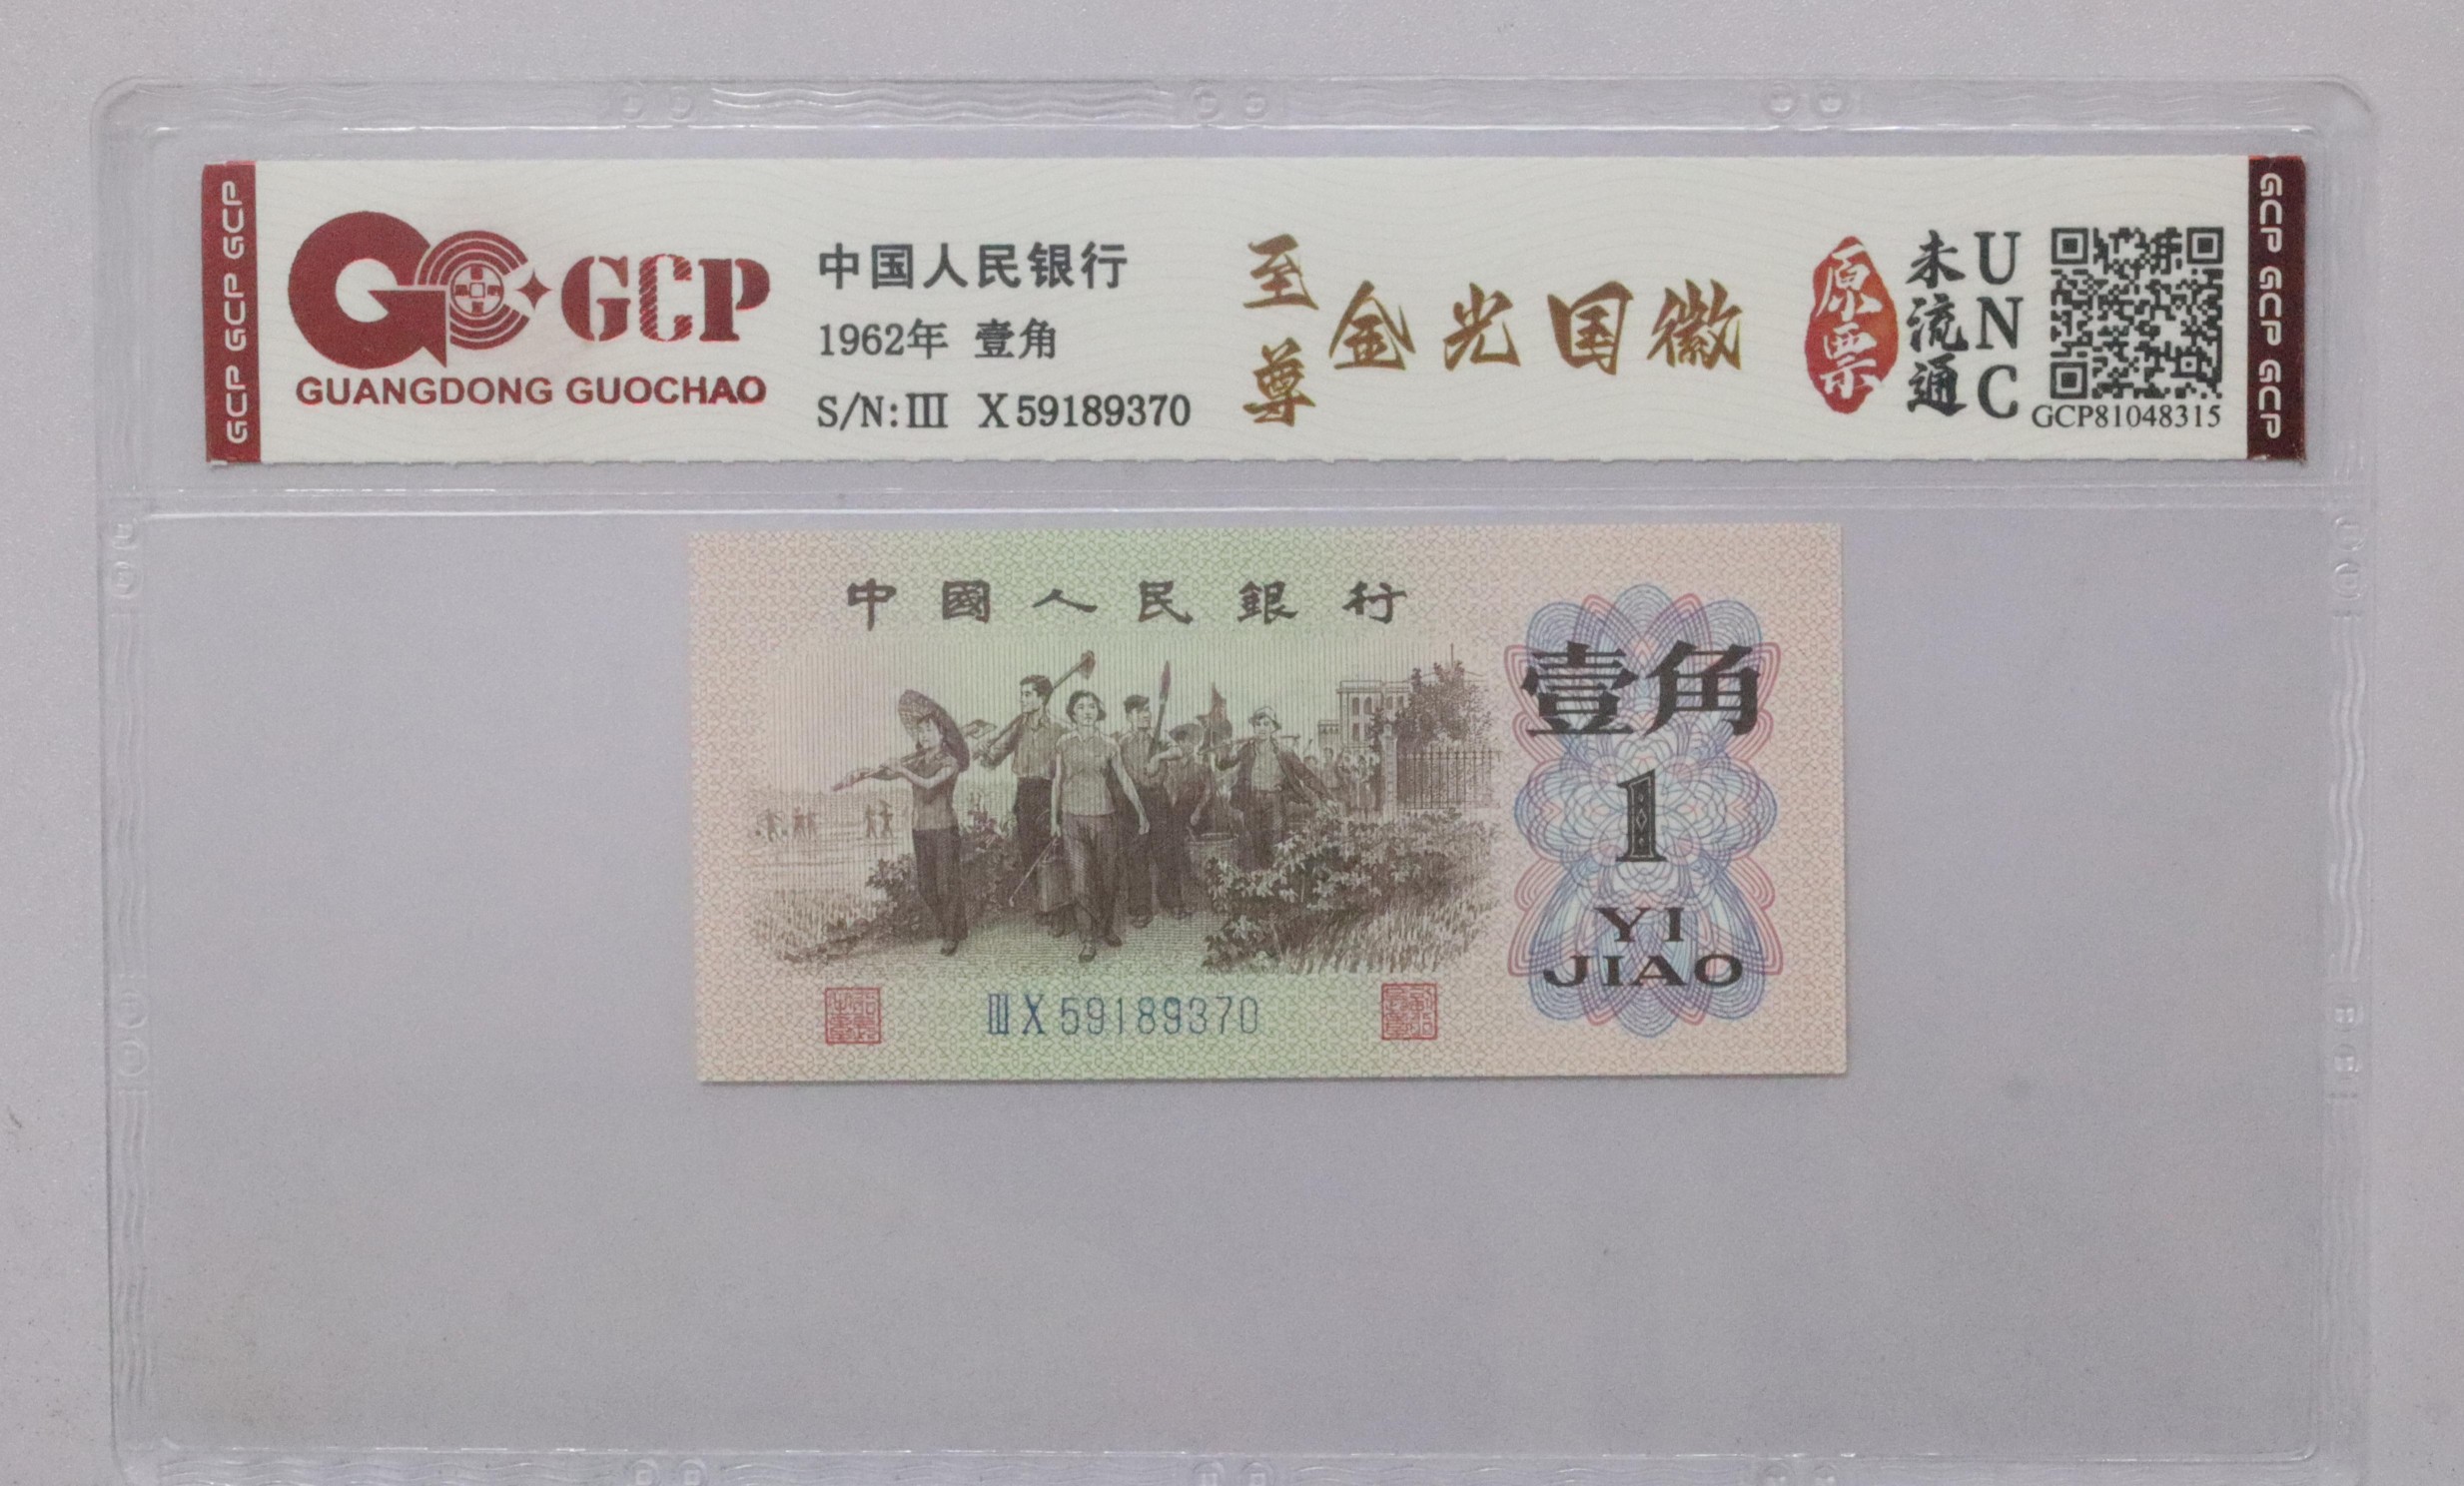 GCP GCP GCP
GCP
GUANGDONG GUOCHAO
中国人民银行
1962年 壹角
S/N:III X59189370
至尊
金光国徽
原票
未流通
UNC
GCP81048315
GCP GCP GCP
中國人民銀行
壹角
1
YI
JIAO
III X 59189370